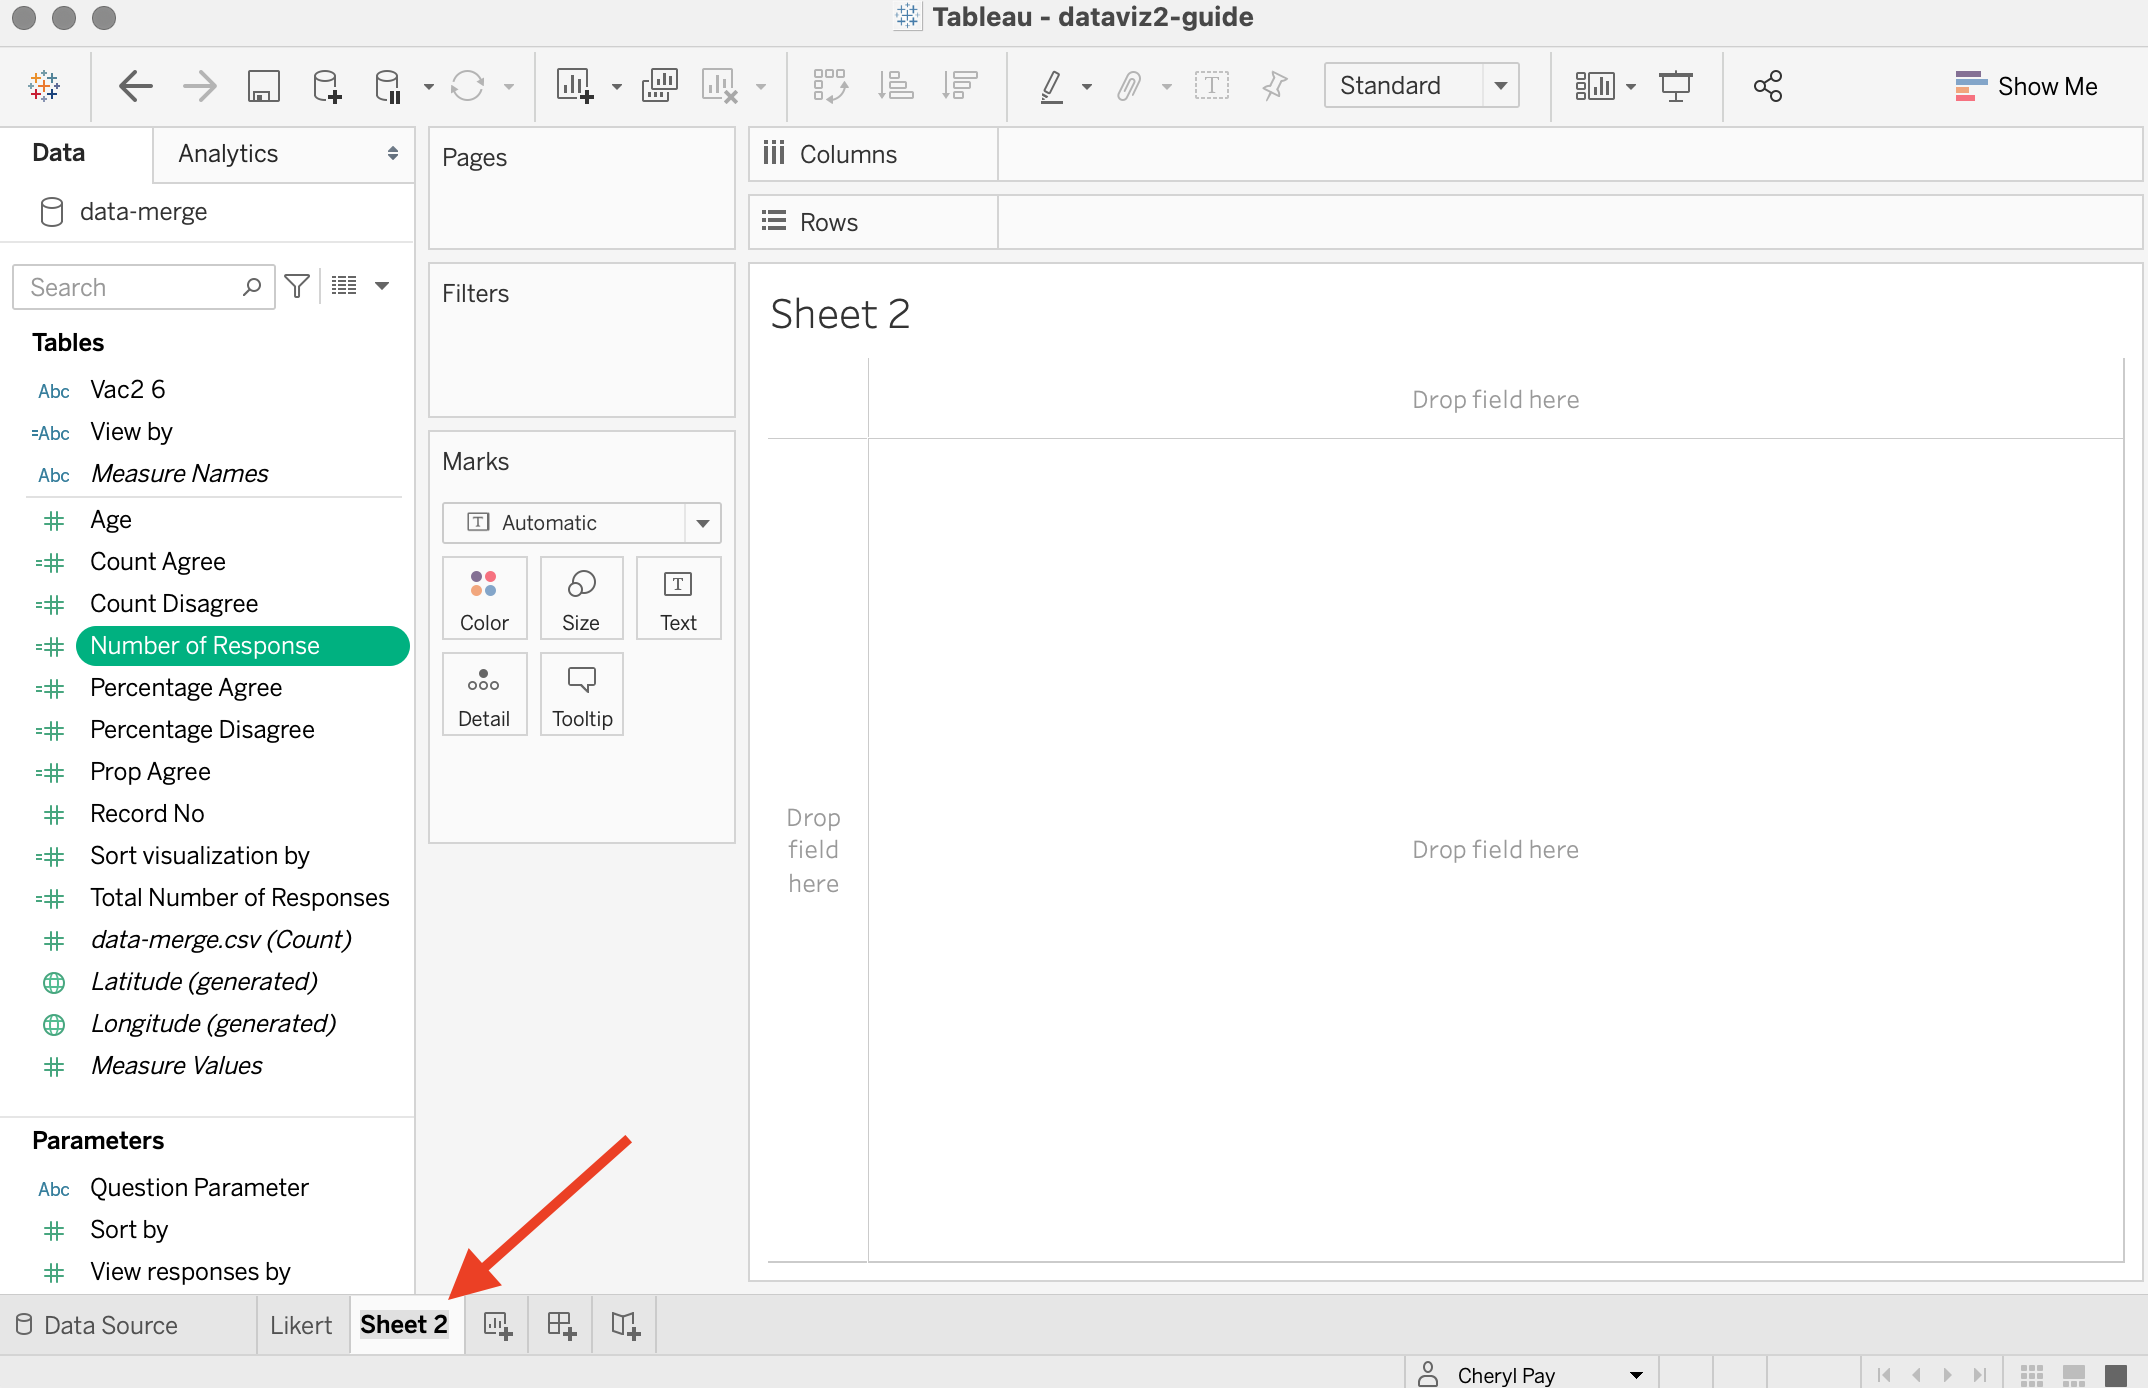 Tableau - dataviz2-guide
Standard
Show Me
Data
Analytics
data-merge
Search
Tables
Abc Vac2 6
=Abc View by
Abc Measure Names
Age
Count Agree
Count Disagree
Number of Response
Percentage Agree
Percentage Disagree
Prop Agree
Record No
Sort visualization by
Total Number of Responses
data-merge.csv (Count)
Latitude (generated)
Longitude (generated)
Measure Values
Parameters
Abc Question Parameter
Sort by
View responses by
Pages
Filters
Marks
Automatic
Color
Size
Text
Detail
Tooltip
Columns
Rows
Sheet 2
Drop field here
Drop
field
here
Drop field here
Data Source
Likert
Sheet 2
Cheryl Pay